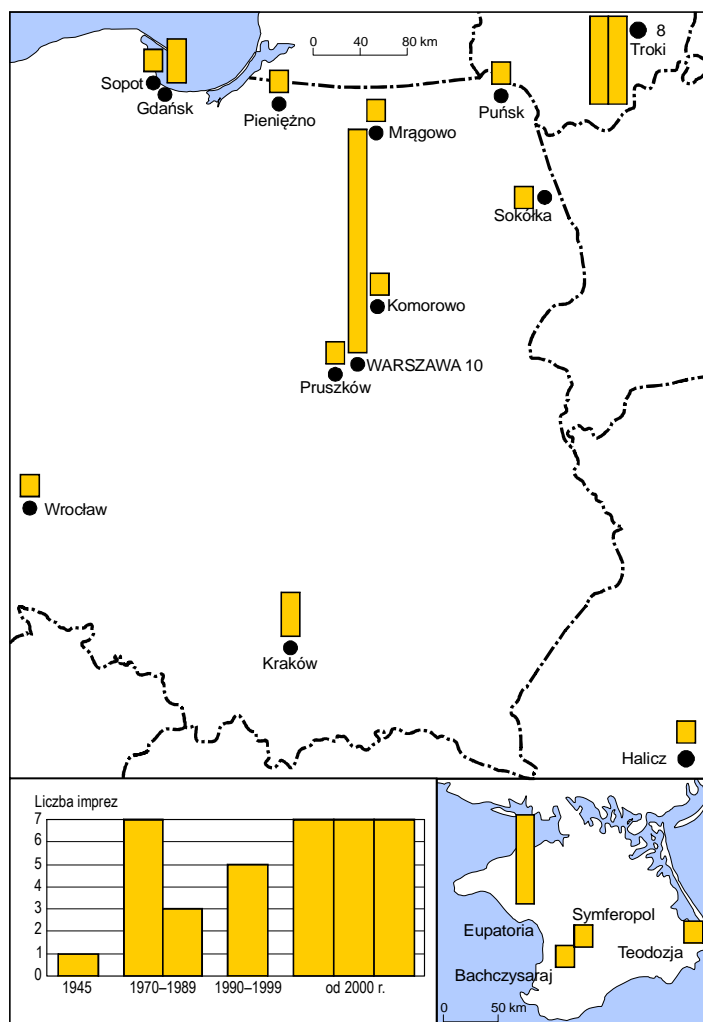 0 40 80 km
8
Troki
Sopot
Gdańsk
Pieniężno
Puńsk
Mrągowo
Sokółka
Komorowo
WARSZAWA 10
Pruszków
Wrocław
Kraków
Halicz
Liczba imprez
7
6
5
4
3
2
1
0
1945 1970–1989 1990–1999 od 2000 r.
Symferopol
Eupatoria
Teodozja
Bachczysaraj
0 50 km